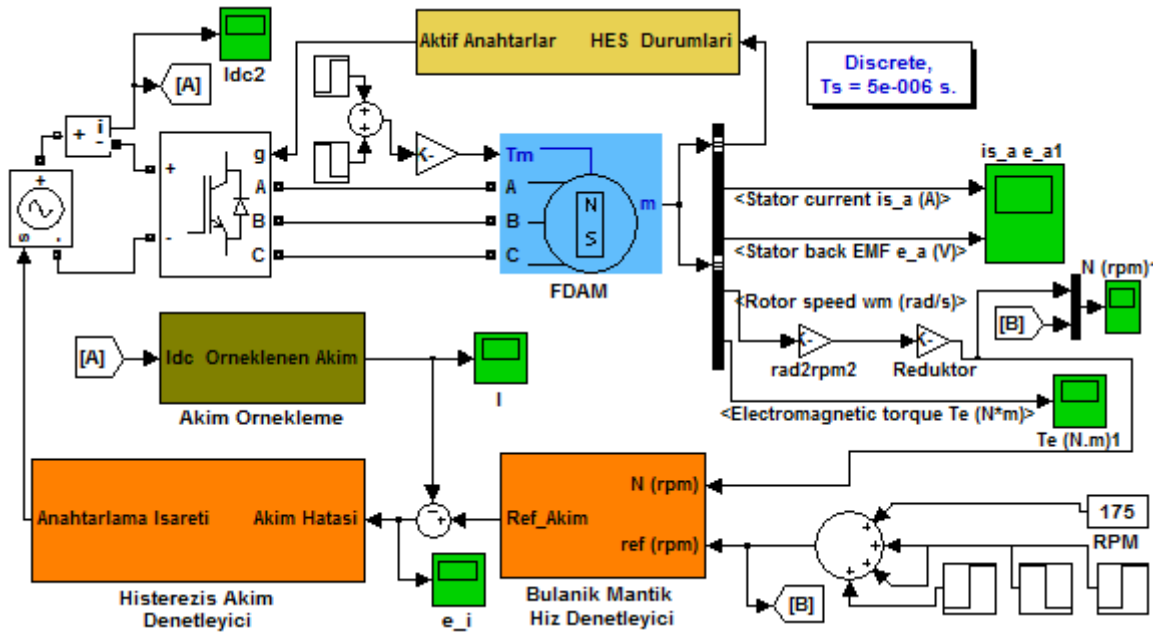 Aktif Anahtarlar HES Durumlari
Discrete,
Ts = 5e-006 s.
Idc2
[A]
+ i
-
+
s -
+
-
g
A
B
C
+
+
K-
Tm
A
B
C
N
S
m
FDAM
is_a e_a1
<Stator current is_a (A)>
<Stator back EMF e_a (V)>
<Rotor speed wm (rad/s)>
N (rpm)1
[B]
K-
rad2rpm2
K-
Reduktor
<Electromagnetic torque Te (N*m)>
Te (N.m)1
[A]
Idc Orneklenen Akim
Akim Ornekleme
I
Anahtarlama Isareti Akim Hatasi
Histerezis Akim
Denetleyici
- +
e_i
N (rpm)
Ref_Akim
ref (rpm)
Bulanik Mantik
Hiz Denetleyici
[B]
+
+
+
+
175
RPM